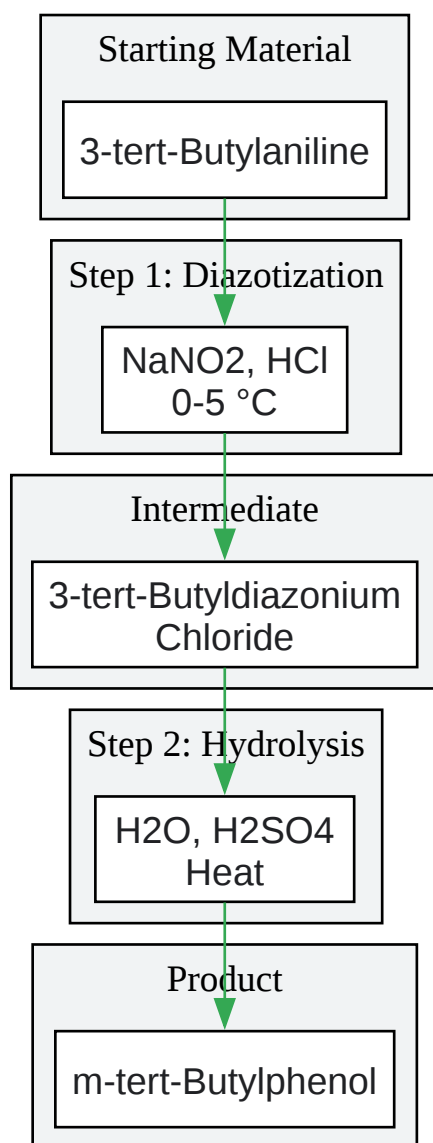 Starting Material
3-tert-Butylaniline
Step 1: Diazotization
NaNO2, HCl
0-5 °C
Intermediate
3-tert-Butyldiazonium
Chloride
Step 2: Hydrolysis
H2O, H2SO4
Heat
Product
m-tert-Butylphenol